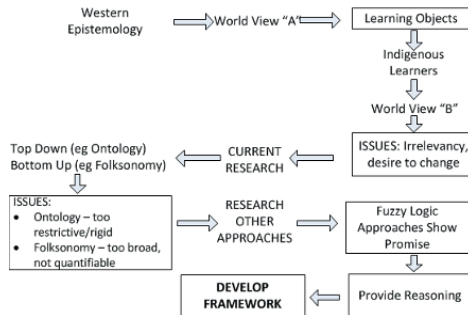 Western
Epistemology
World View “A”
Learning Objects
Indigenous
Learners
World View “B”
ISSUES: Irrelevancy,
desire to change
CURRENT
RESEARCH
Top Down (eg Ontology)
Bottom Up (eg Folksonomy)
ISSUES:
• Ontology – too
restrictive/rigid
• Folksonomy – too broad,
not quantifiable
RESEARCH
OTHER
APPROACHES
Fuzzy Logic
Approaches Show
Promise
Provide Reasoning
DEVELOP
FRAMEWORK